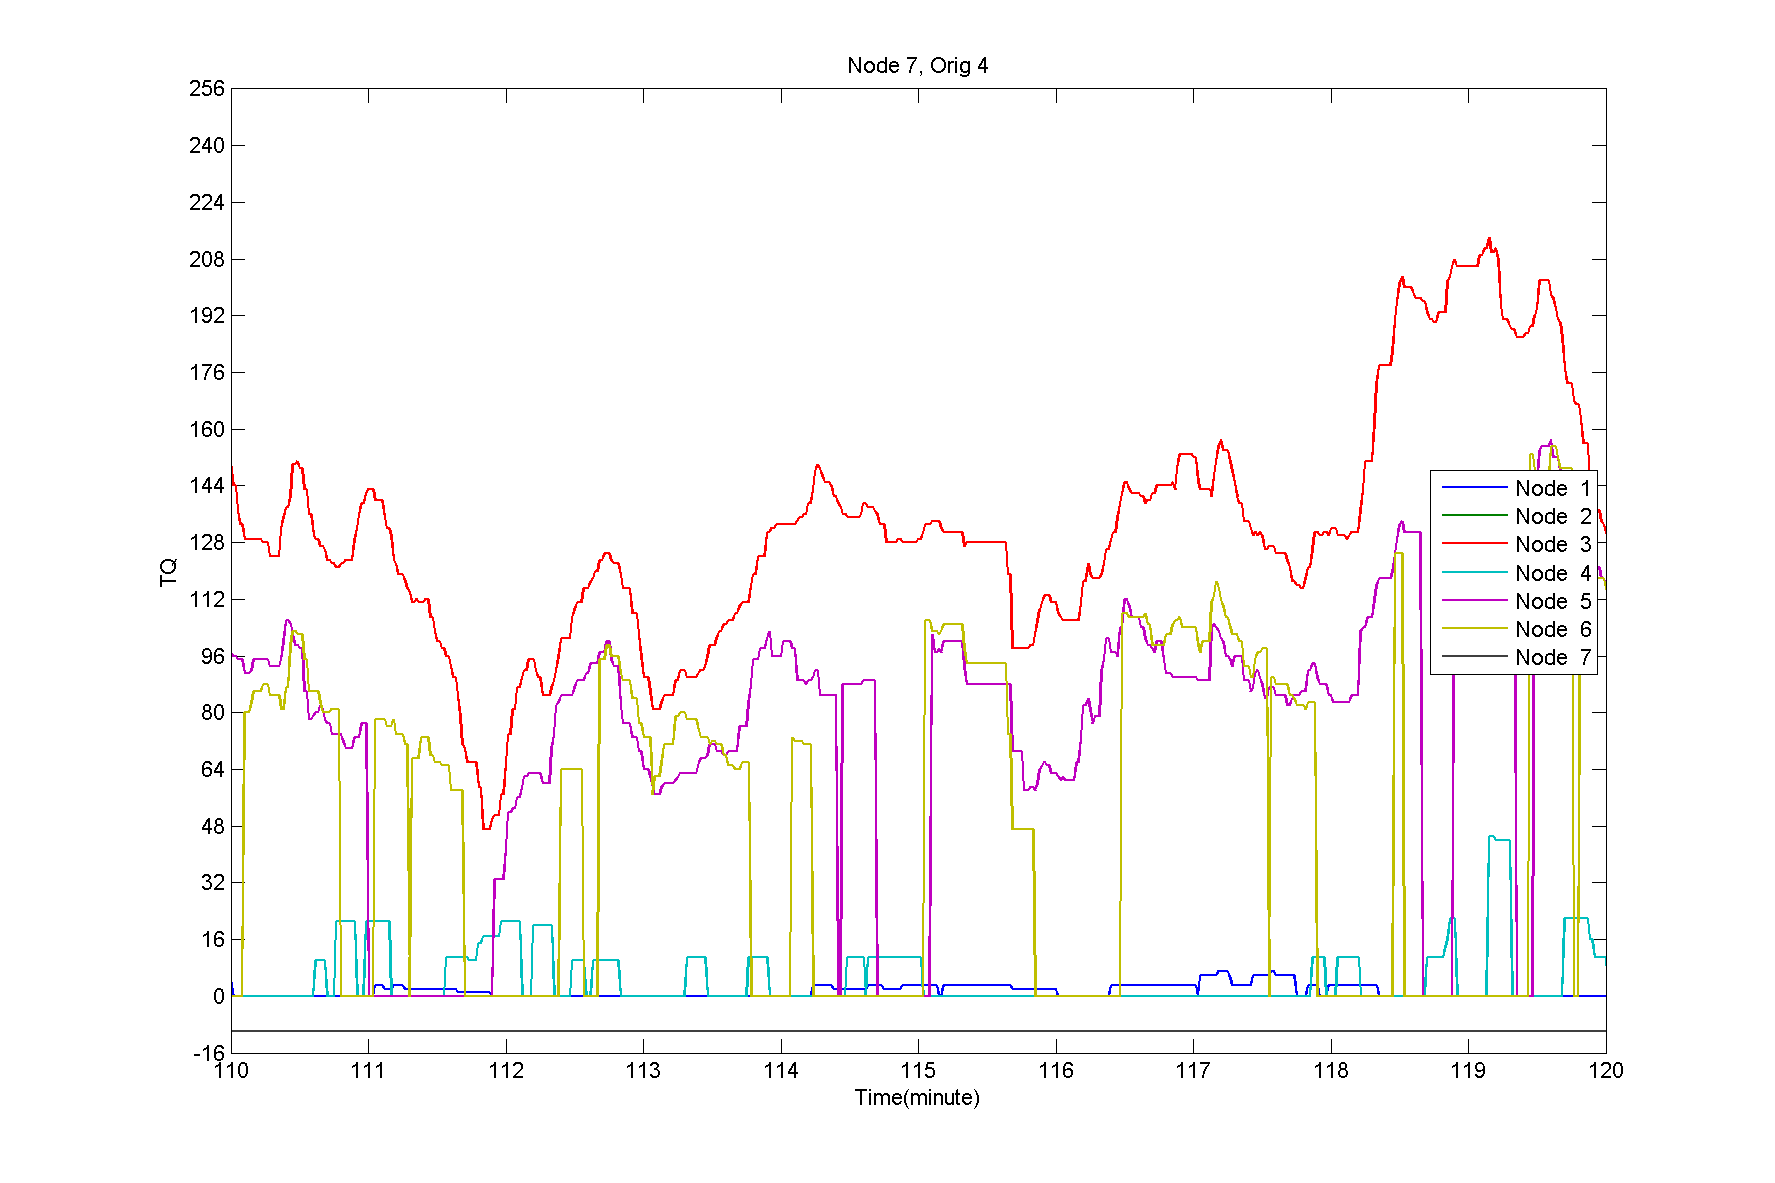 Node 7, Orig 4
256
240
224
208
192
176
160
144
128
112
96
80
64
48
32
16
0
-16
TQ
Node 1
Node 2
Node 3
Node 4
Node 5
Node 6
Node 7
110 111 112 113 114 115 116 117 118 119 120
Time(minute)